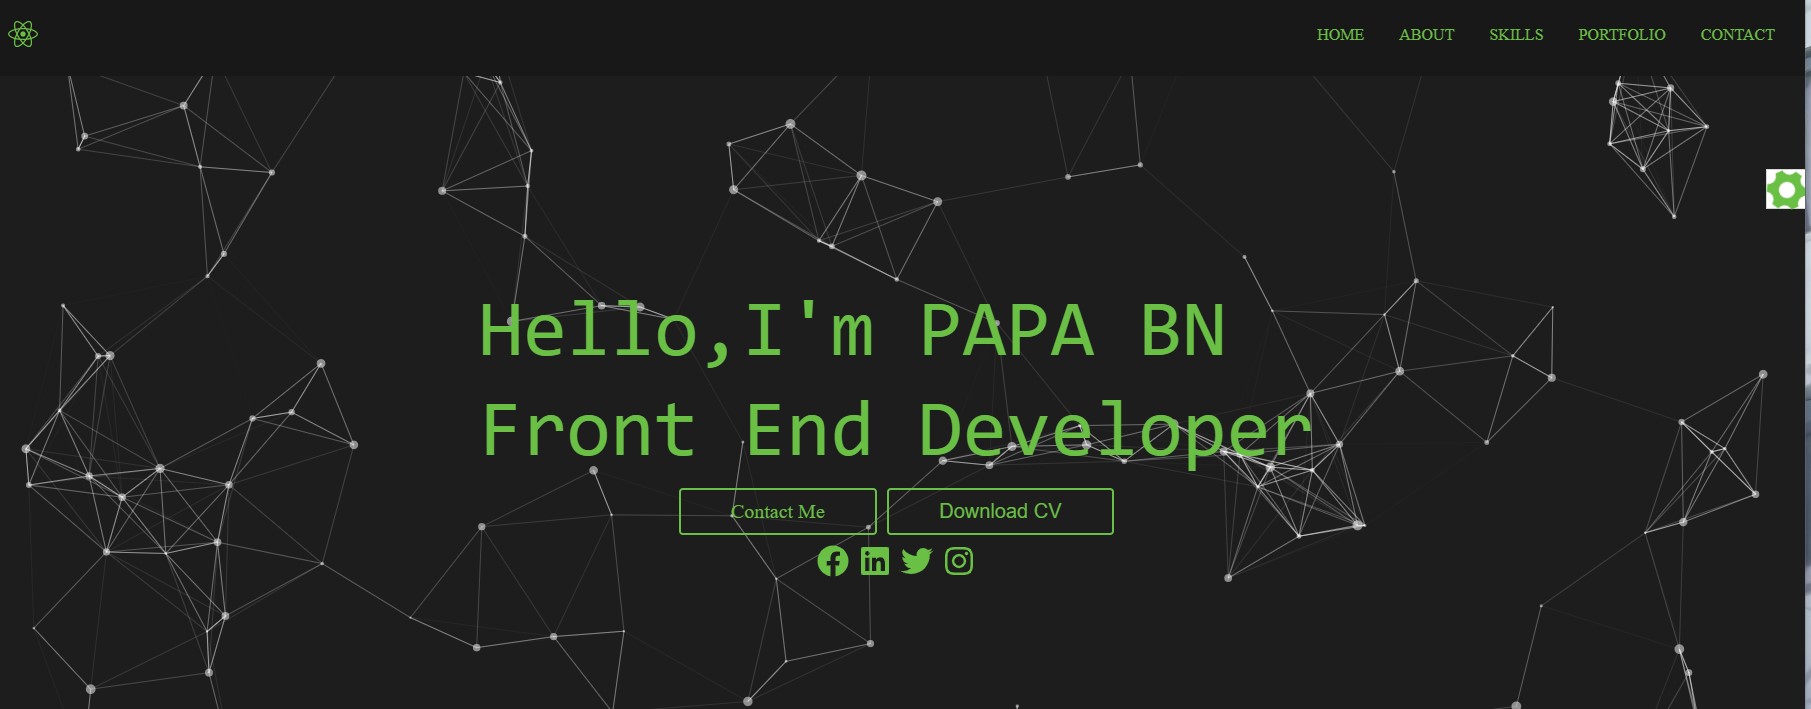 HOME ABOUT SKILLS PORTFOLIO CONTACT
Hello,I'm PAPA BN
Front End Developer
Contact Me Download CV